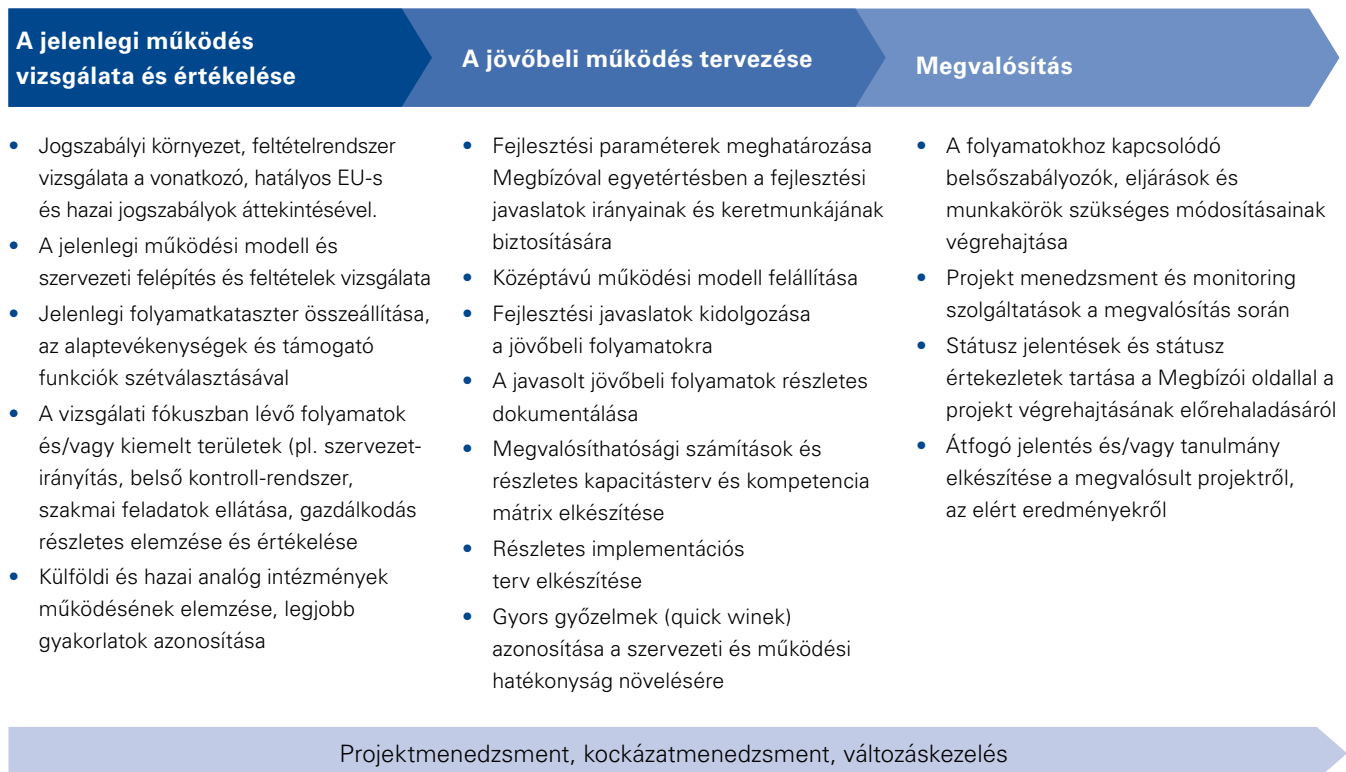 A jelenlegi működés
vizsgálata és értékelése
A jövőbeli működés tervezése
Megvalósítás
• Jogszabályi környezet, feltételrendszer
vizsgálata a vonatkozó, hatályos EU-s
és hazai jogszabályok áttekintésével.
• A jelenlegi működési modell és
szervezeti felépítés és feltételek vizsgálata
• Jelenlegi folyamatkataszter összeállítása,
az alaptevékenységek és támogató
funkciók szétválasztásával
• A vizsgálati fókuszban lévő folyamatok
és/vagy kiemelt területek (pl. szervezet-
irányítás, belső kontroll-rendszer,
szakmai feladatok ellátása, gazdálkodás
részletes elemzése és értékelése
• Külföldi és hazai analóg intézmények
működésének elemzése, legjobb
gyakorlatok azonosítása
• Fejlesztési paraméterek meghatározása
Megbízóval egyetértésben a fejlesztési
javaslatok irányainak és keretmunkájának
biztosítására
• Középtávú működési modell felállítása
• Fejlesztési javaslatok kidolgozása
a jövőbeli folyamatokra
• A javasolt jövőbeli folyamatok részletes
dokumentálása
• Megvalósíthatósági számítások és
részletes kapacitásterv és kompetencia
mátrix elkészítése
• Részletes implementációs
terv elkészítése
• Gyors győzelmek (quick winek)
azonosítása a szervezeti és működési
hatékonyság növelésére
• A folyamatokhoz kapcsolódó
belsőszabályozók, eljárások és
munkakörök szükséges módosításainak
végrehajtása
• Projekt menedzsment és monitoring
szolgáltatások a megvalósítás során
• Státusz jelentések és státusz
értekezletek tartása a Megbízói oldallal a
projekt végrehajtásának előrehaladásáról
• Átfogó jelentés és/vagy tanulmány
elkészítése a megvalósult projektről,
az elért eredményekről
Projektmenedzsment, kockázatmenedzsment, változáskezelés